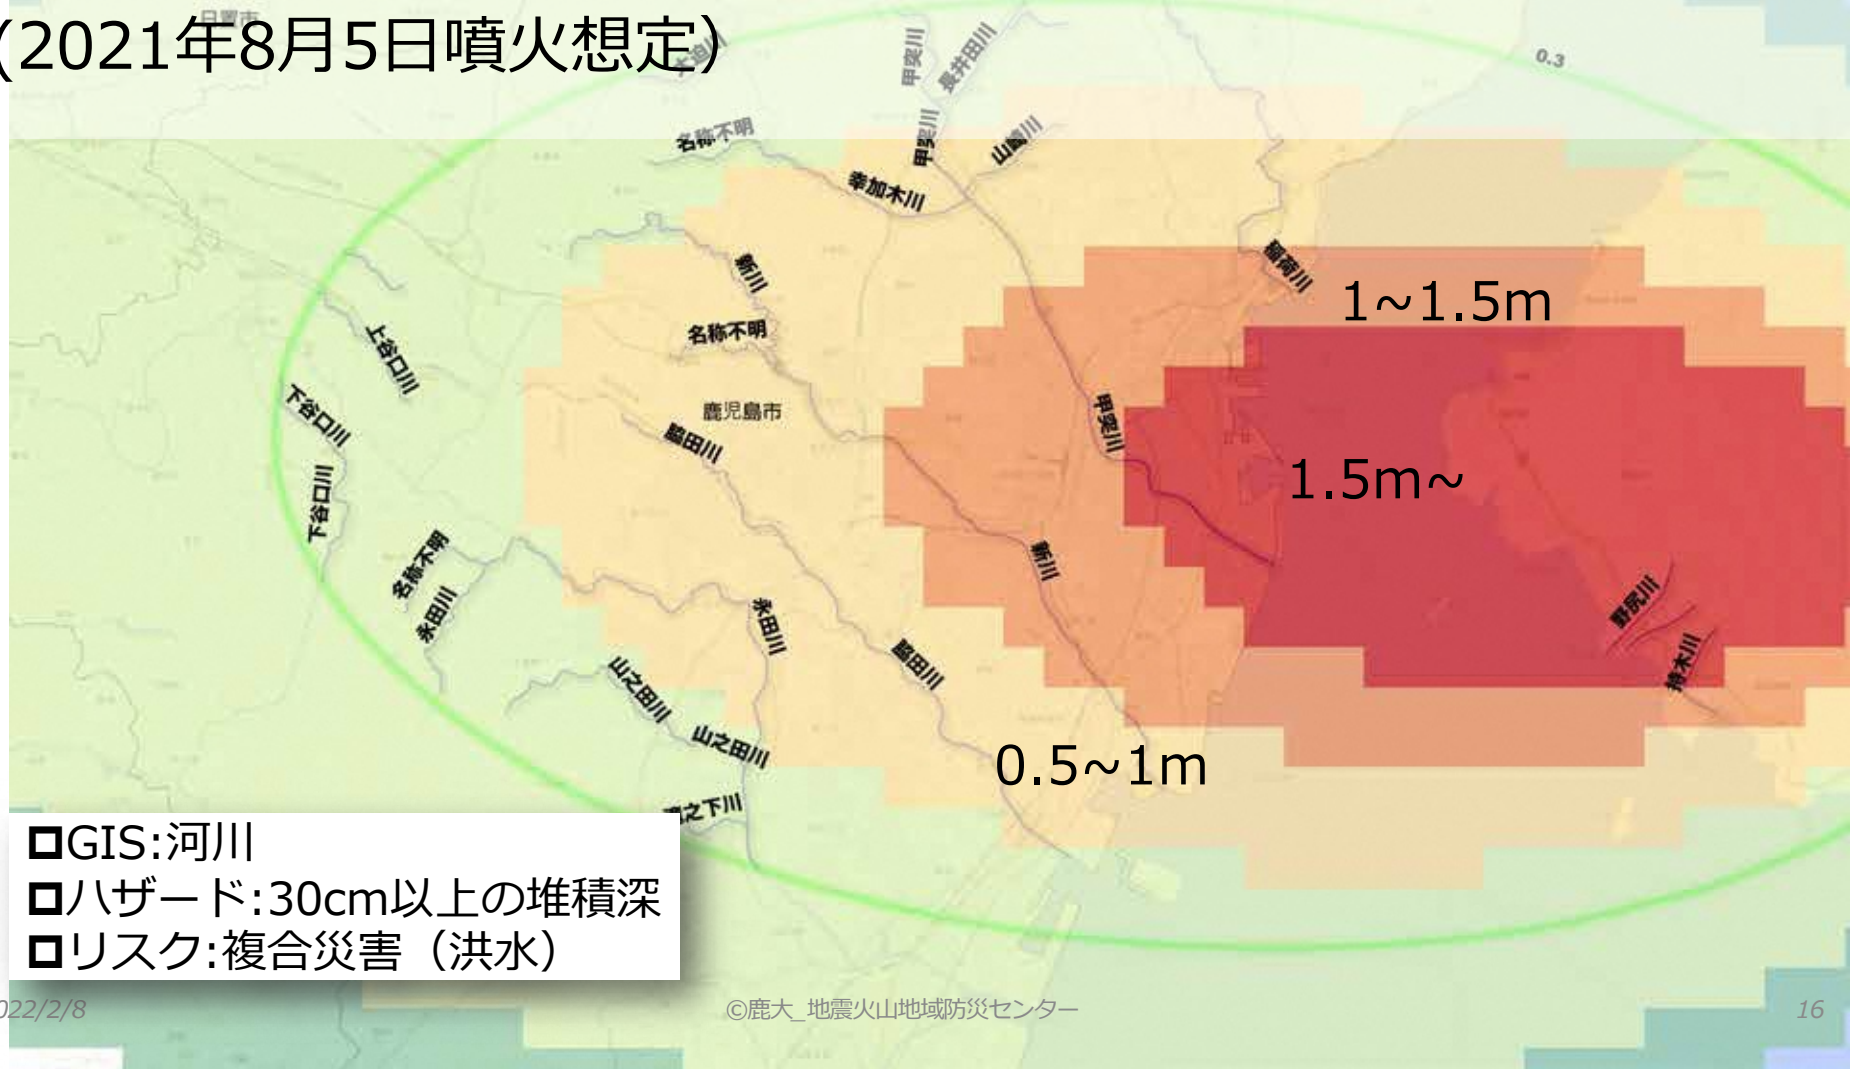 日置市
（2021年8月5日噴火想定）
甲突川
長井田川
0.3
名称不明
甲突川
山崎川
幸加木川
新川
稲荷川
1~1.5m
名称不明
上谷口川
下谷口川
鹿児島市
甲突川
脇田川
1.5m~
下谷口川
名称不明
新川
永田川
永田川
野尻川
脇田川
持木川
山之田川
山之田川
0.5~1m
之下川
GIS:河川
ハザード:30cm以上の堆積深
リスク:複合災害（洪水）
022/2/8
©鹿大_地震火山地域防災センター
16